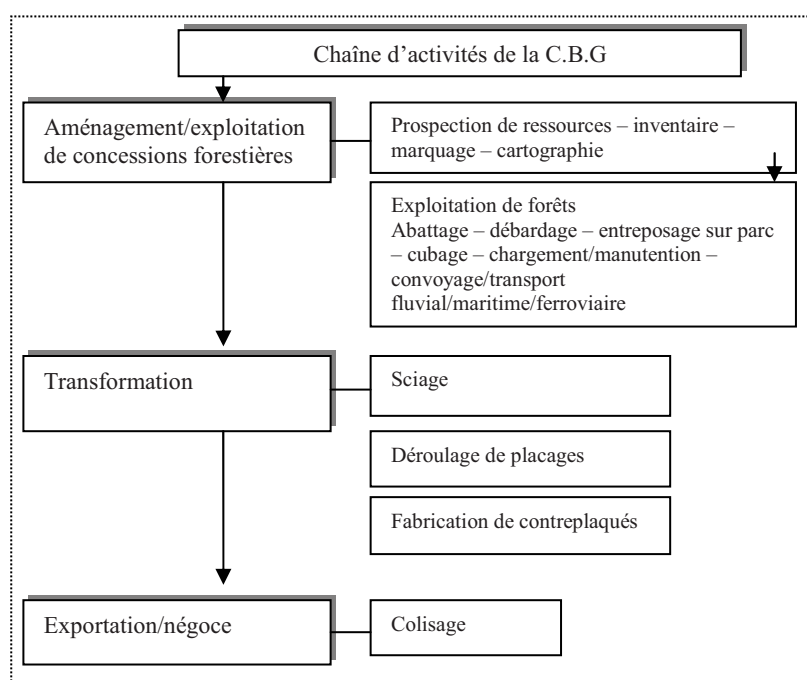 Chaîne d’activités de la C.B.G
Aménagement/exploitation
de concessions forestières
Prospection de ressources – inventaire –
marquage – cartographie
Exploitation de forêts
Abattage – débardage – entreposage sur parc
– cubage – chargement/manutention –
convoyage/transport
fluvial/maritime/ferroviaire
Transformation
Sciage
Déroulage de placages
Fabrication de contreplaqués
Exportation/négoce
Colisage